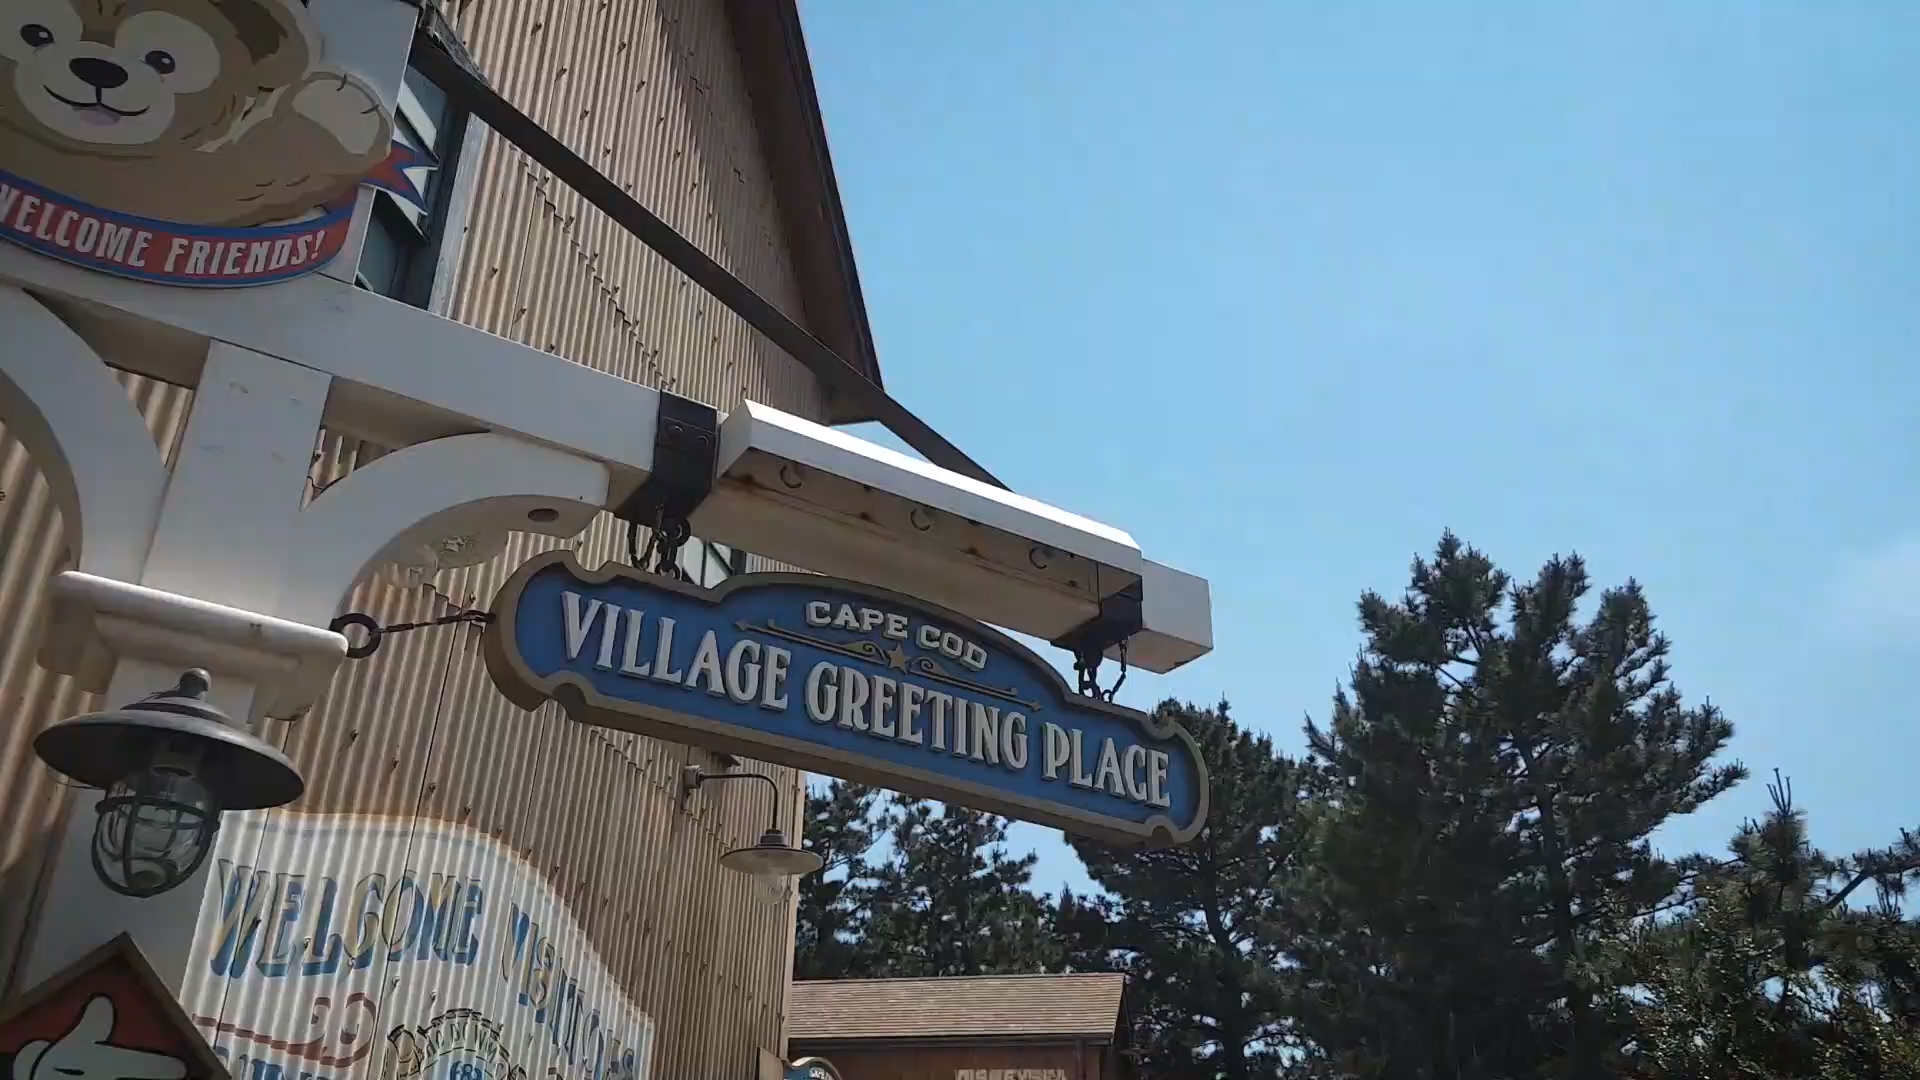 WELCOME FRIENDS!
CAPE COD
VILLAGE GREETING PLACE
WELCOME VISITORS